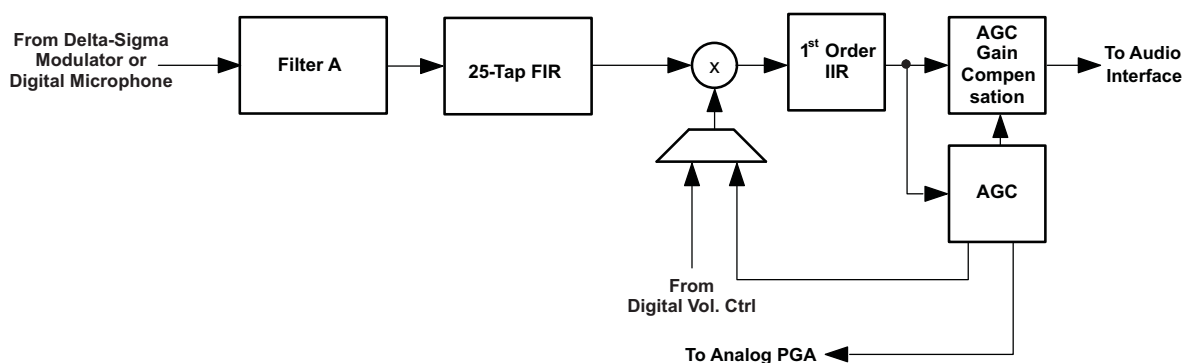 From Delta-Sigma
Modulator or
Digital Microphone
Filter A
25-Tap FIR
x
1st Order
IIR
AGC
Gain
Compen
sation
To Audio
Interface
AGC
From
Digital Vol. Ctrl
To Analog PGA